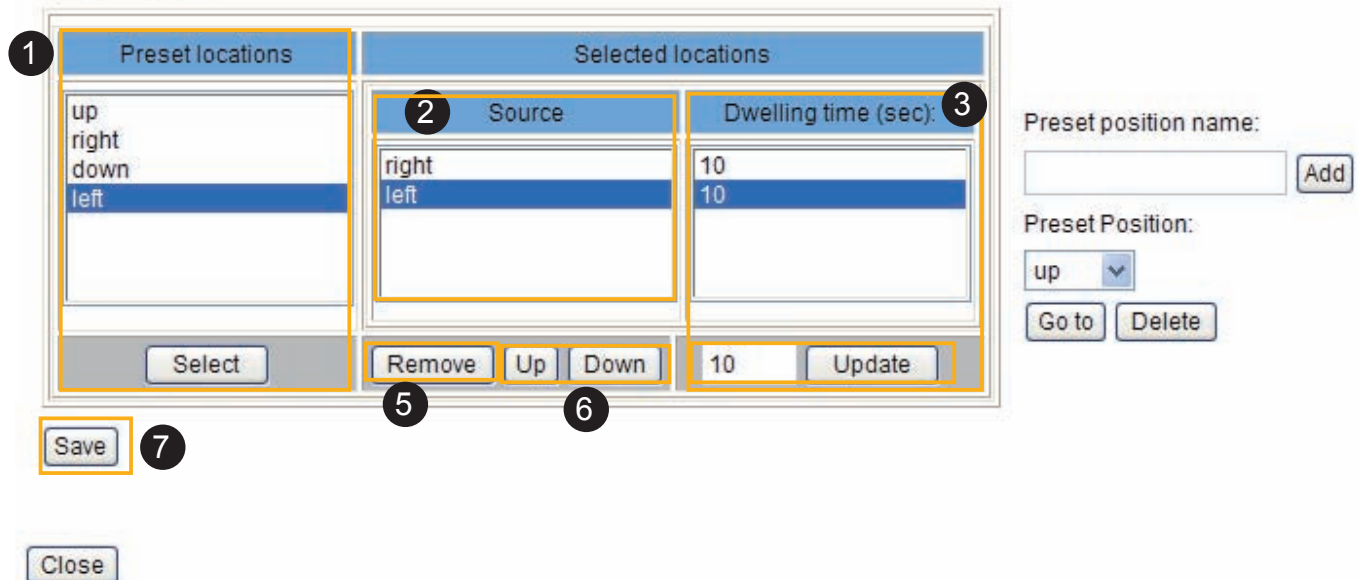 1
Preset locations
Selected locations
up
right
down
left
2
Source
right
left
Dwelling time (sec):
3
10
10
Select
Remove
Up
Down
10
Update
5
6
Save
7
Close
Preset position name:
Add
Preset Position:
up
Go to
Delete